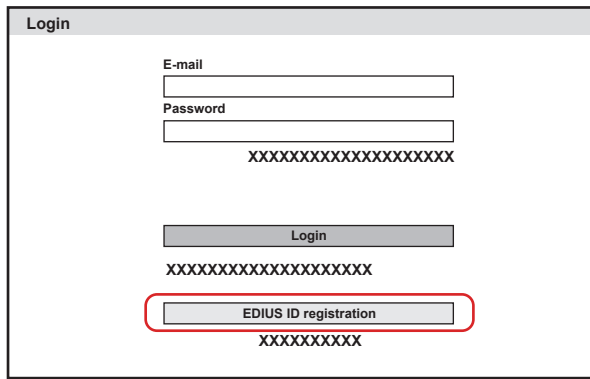 Login
E-mail
Password
XXXXXXXXXXXXXXXXXXXX
Login
XXXXXXXXXXXXXXXXXXXX
EDIUS ID registration
XXXXXXXXXX